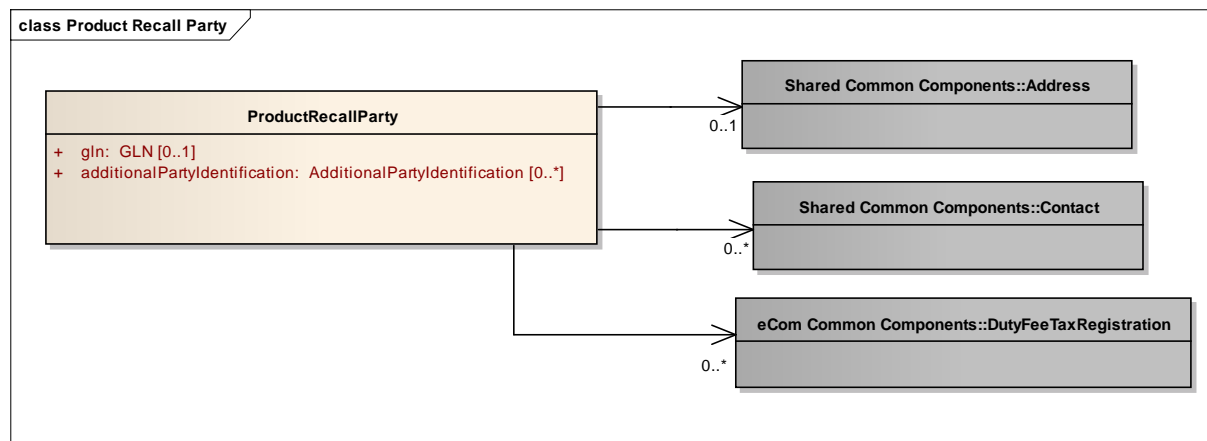 class Product Recall Party
ProductRecallParty
+ gln: GLN [0..1]
+ additionalPartyIdentification: AdditionalPartyIdentification [0..*]
Shared Common Components::Address
0..1
Shared Common Components::Contact
0..*
eCom Common Components::DutyFeeTaxRegistration
0..*